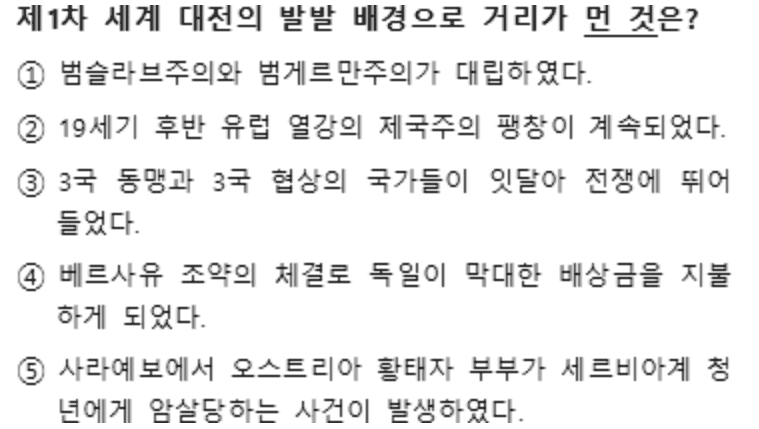 제1차 세계 대전의 발발 배경으로 거리가 먼 것은?
① 범슬라브주의와 범게르만주의가 대립하였다.
② 19세기 후반 유럽 열강의 제국주의 팽창이 계속되었다.
③ 3국 동맹과 3국 협상의 국가들이 잇달아 전쟁에 뛰어
들었다.
④ 베르사유 조약의 체결로 독일이 막대한 배상금을 지불
하게 되었다.
⑤ 사라예보에서 오스트리아 황태자 부부가 세르비아계 청
년에게 암살당하는 사건이 발생하였다.